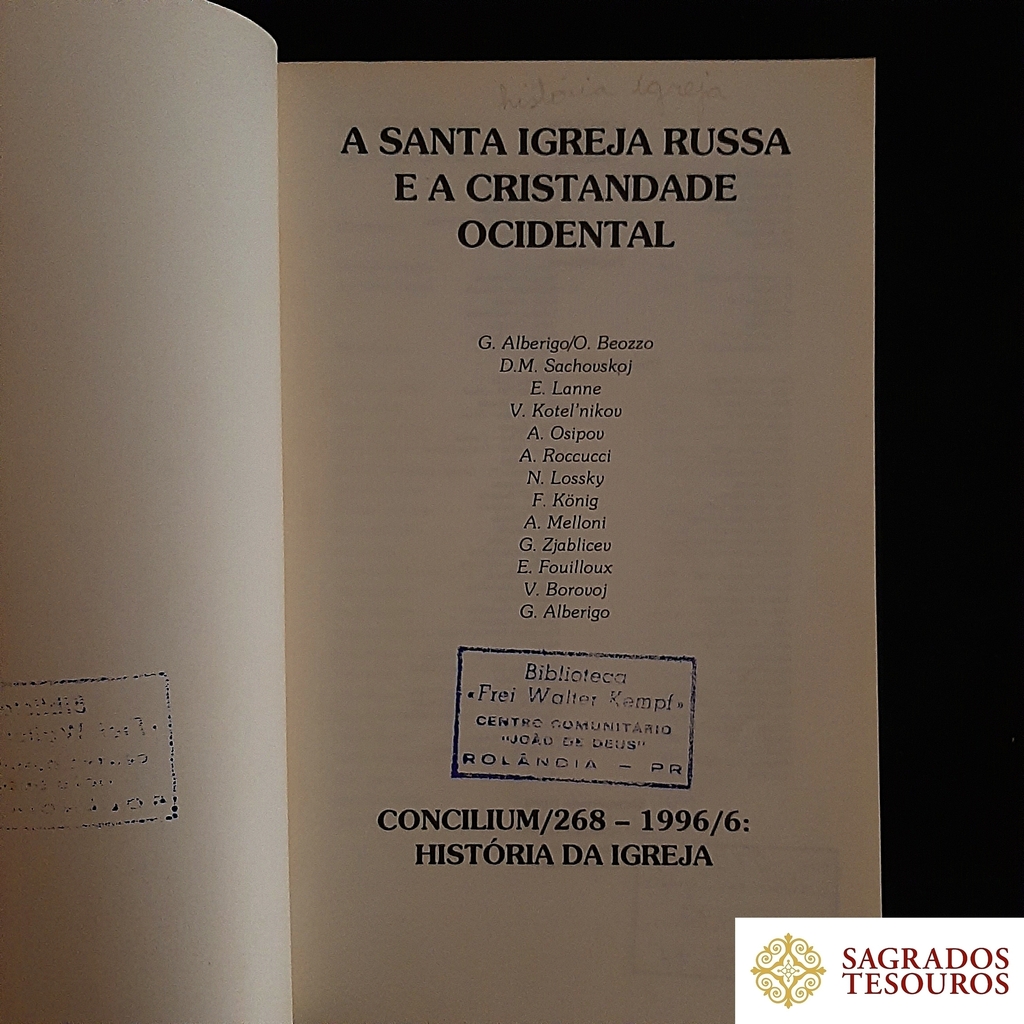 história igreja
A SANTA IGREJA RUSSA
E A CRISTANDADE
OCIDENTAL
G. Alberigo/O. Beozzo
D.M. Sachovskoj
E. Lanne
V. Kotel'nikov
A. Osipov
A. Roccucci
N. Lossky
F. König
A. Melloni
G. Zjablicev
E. Fouilloux
V. Borovoj
G. Alberigo
Biblioteca
«Frei Walter Kempf»
CENTRO COMUNITÁRIO
"JOÃO DE DEUS"
ROLÂNDIA – PR
CONCILIUM/268 – 1996/6:
HISTÓRIA DA IGREJA
SAGRADOS
TESOUROS